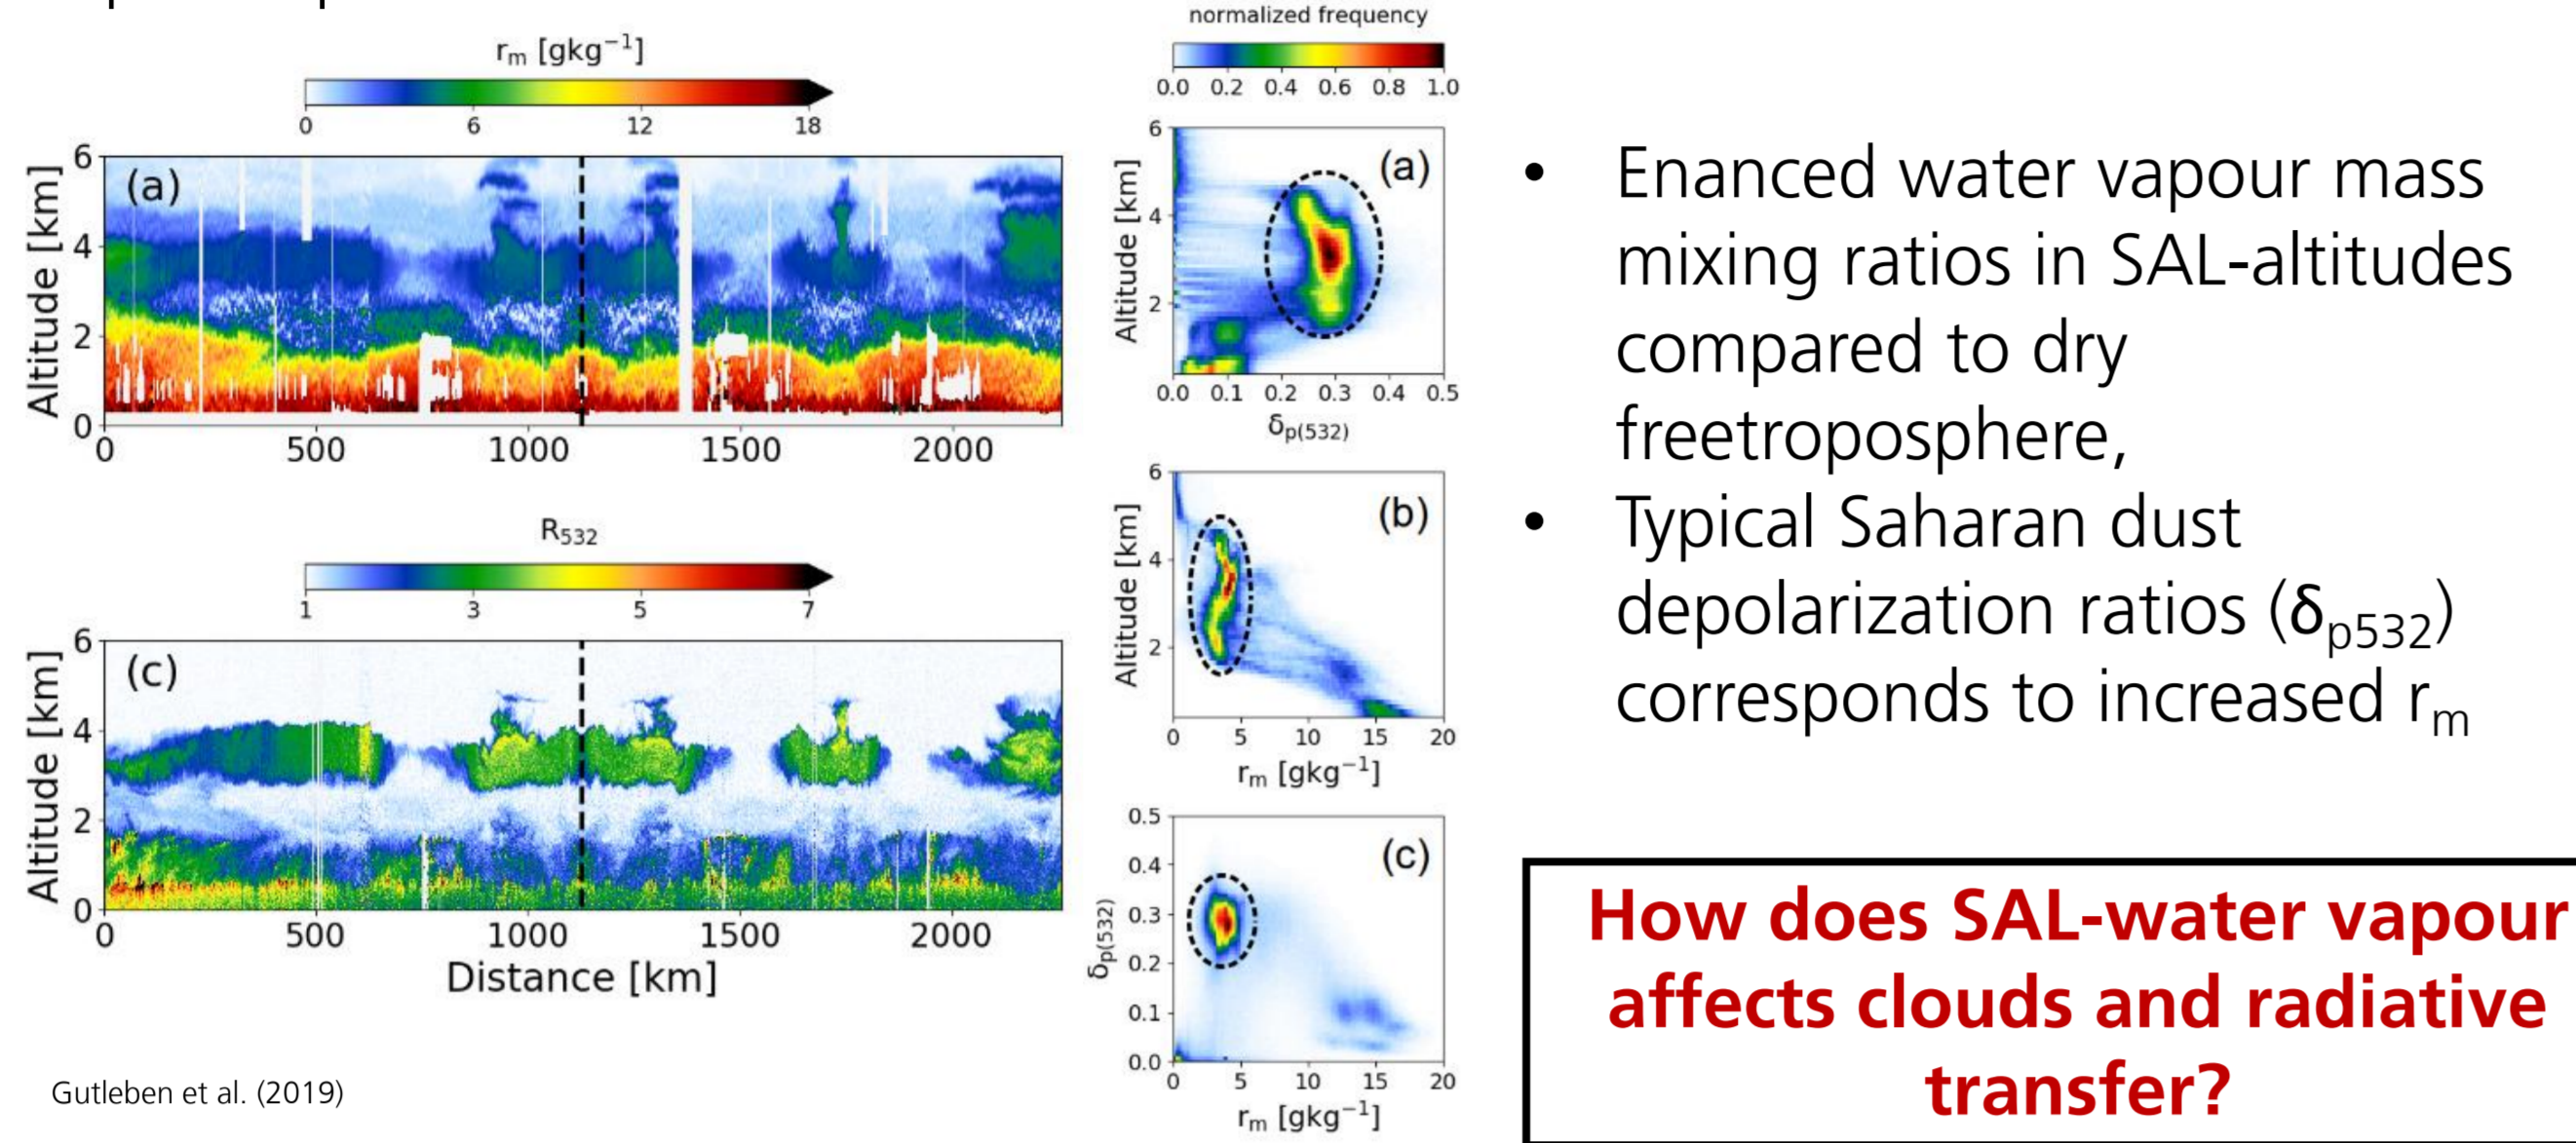 r_m [gkg⁻¹]
0 6 12 18
(a)
Altitude [km]
6
4
2
0
0 500 1000 1500 2000
R₅₃₂
1 3 5 7
(c)
Altitude [km]
6
4
2
0
0 500 1000 1500 2000
Distance [km]
Gutleben et al. (2019)
normalized frequency
0.0 0.2 0.4 0.6 0.8 1.0
(a)
Altitude [km]
6
4
2
0.0 0.1 0.2 0.3 0.4 0.5
δ_p(532)
(b)
Altitude [km]
6
4
2
0 5 10 15 20
r_m [gkg⁻¹]
(c)
δ_p(532)
0.5
0.4
0.3
0.2
0.1
0.0
0 5 10 15 20
r_m [gkg⁻¹]
• Enanced water vapour mass
mixing ratios in SAL-altitudes
compared to dry
freetroposphere,
• Typical Saharan dust
depolarization ratios (δ_p532)
corresponds to increased r_m
How does SAL-water vapour
affects clouds and radiative
transfer?